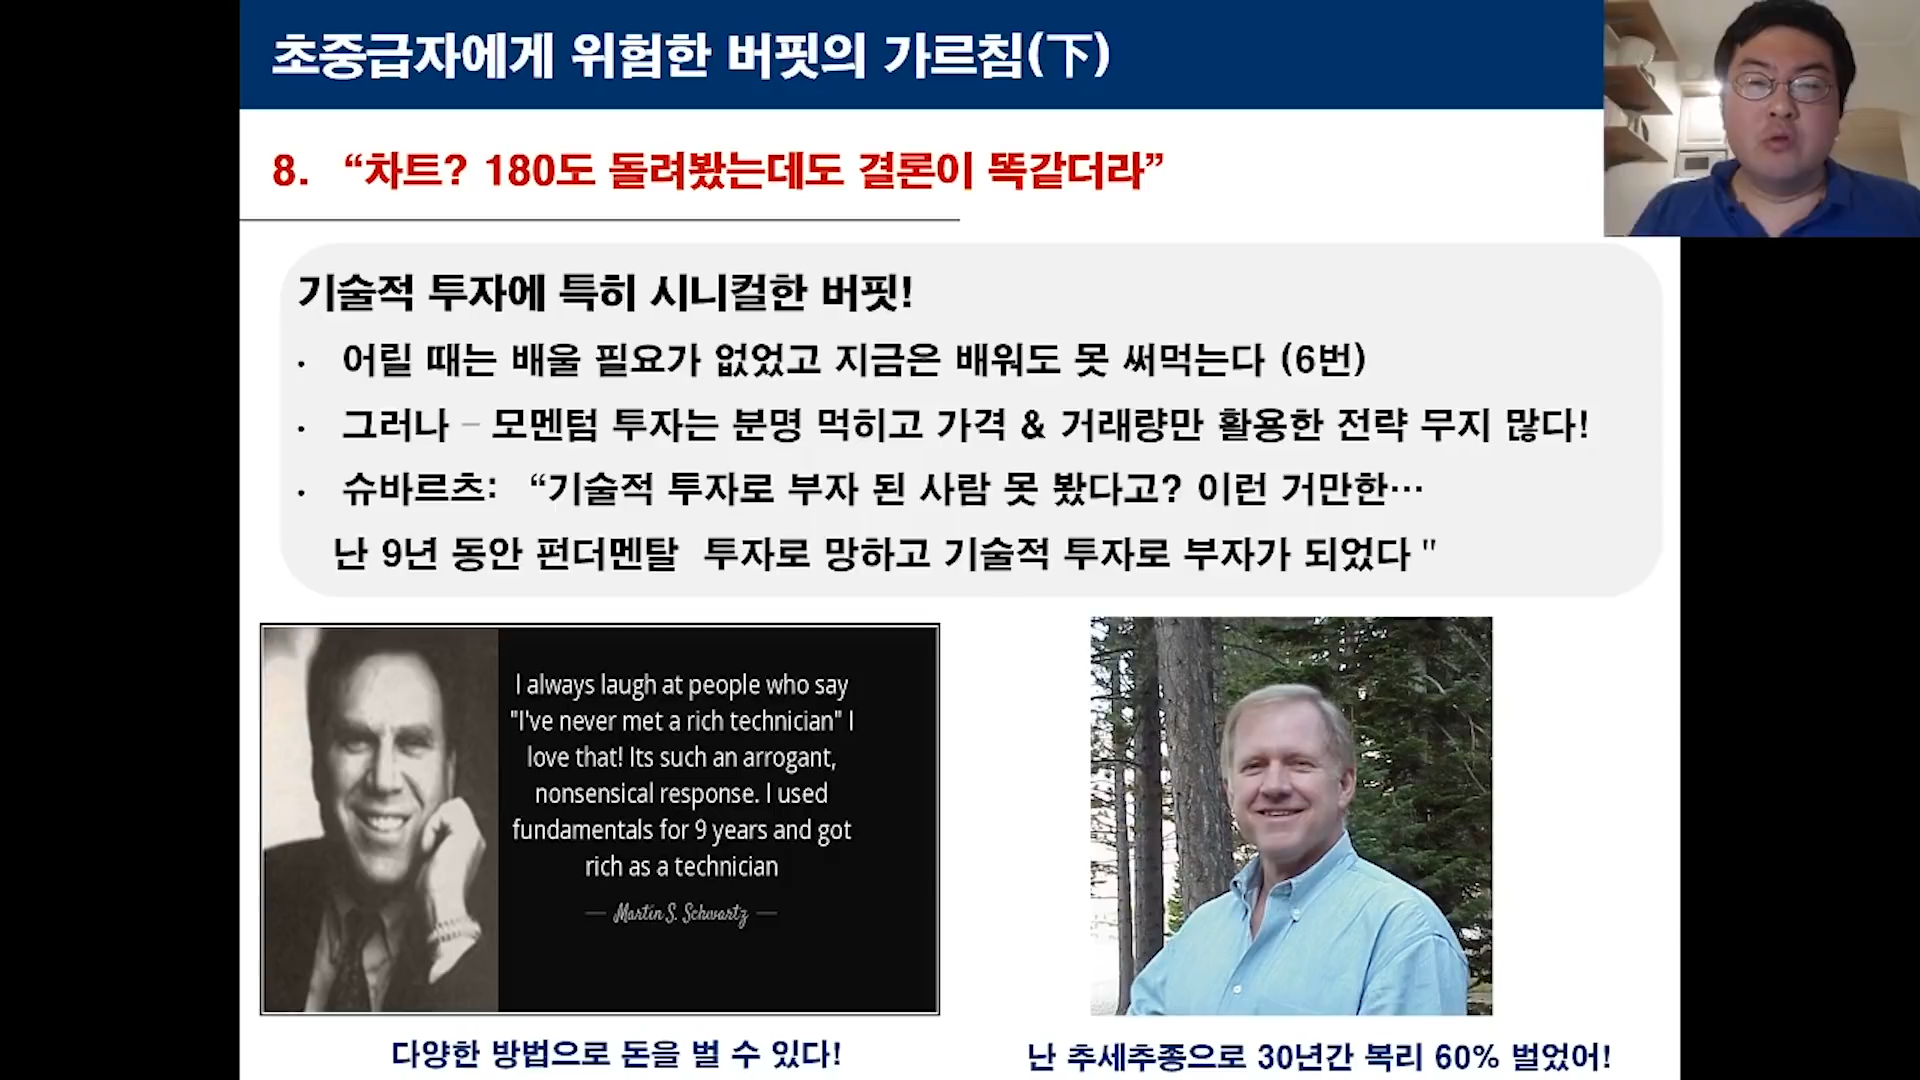 초중급자에게 위험한 버핏의 가르침(下)
8. “차트? 180도 돌려봤는데도 결론이 똑같더라”
기술적 투자에 특히 시니컬한 버핏!
· 어릴 때는 배울 필요가 없었고 지금은 배워도 못 써먹는다 (6번)
· 그러나 – 모멘텀 투자는 분명 먹히고 가격 & 거래량만 활용한 전략 무지 많다!
· 슈바르츠: “기술적 투자로 부자 된 사람 못 봤다고? 이런 거만한…
난 9년 동안 펀더멘탈 투자로 망하고 기술적 투자로 부자가 되었다 "
I always laugh at people who say
"I've never met a rich technician" I
love that! Its such an arrogant,
nonsensical response. I used
fundamentals for 9 years and got
rich as a technician
— Martin S. Schwartz —
다양한 방법으로 돈을 벌 수 있다!
난 추세추종으로 30년간 복리 60% 벌었어!